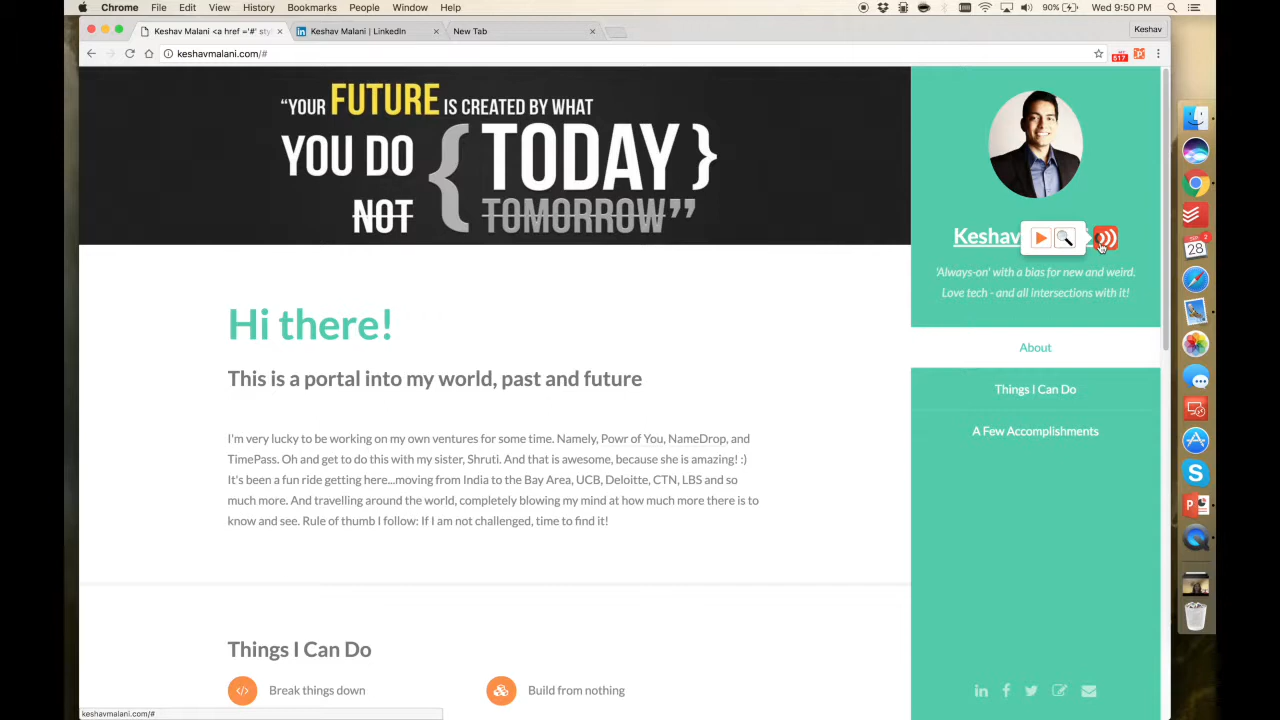 Chrome File Edit View History Bookmarks People Window Help
90% Wed 9:50 PM
Keshav Malani <a href ='#' sty
Keshav Malani | LinkedIn
New Tab
Keshav
keshavmalani.com/#
517
“YOUR FUTURE IS CREATED BY WHAT
YOU DO { TODAY }
NOT TOMORROW”
Keshav
'Always-on' with a bias for new and weird.
Love tech - and all intersections with it!
About
Things I Can Do
A Few Accomplishments
Hi there!
This is a portal into my world, past and future
I'm very lucky to be working on my own ventures for some time. Namely, Powr of You, NameDrop, and
TimePass. Oh and get to do this with my sister, Shruti. And that is awesome, because she is amazing! :)
It's been a fun ride getting here...moving from India to the Bay Area, UCB, Deloitte, CTN, LBS and so
much more. And travelling around the world, completely blowing my mind at how much more there is to
know and see. Rule of thumb I follow: If I am not challenged, time to find it!
Things I Can Do
Break things down
Build from nothing
keshavmalani.com/#
2
28